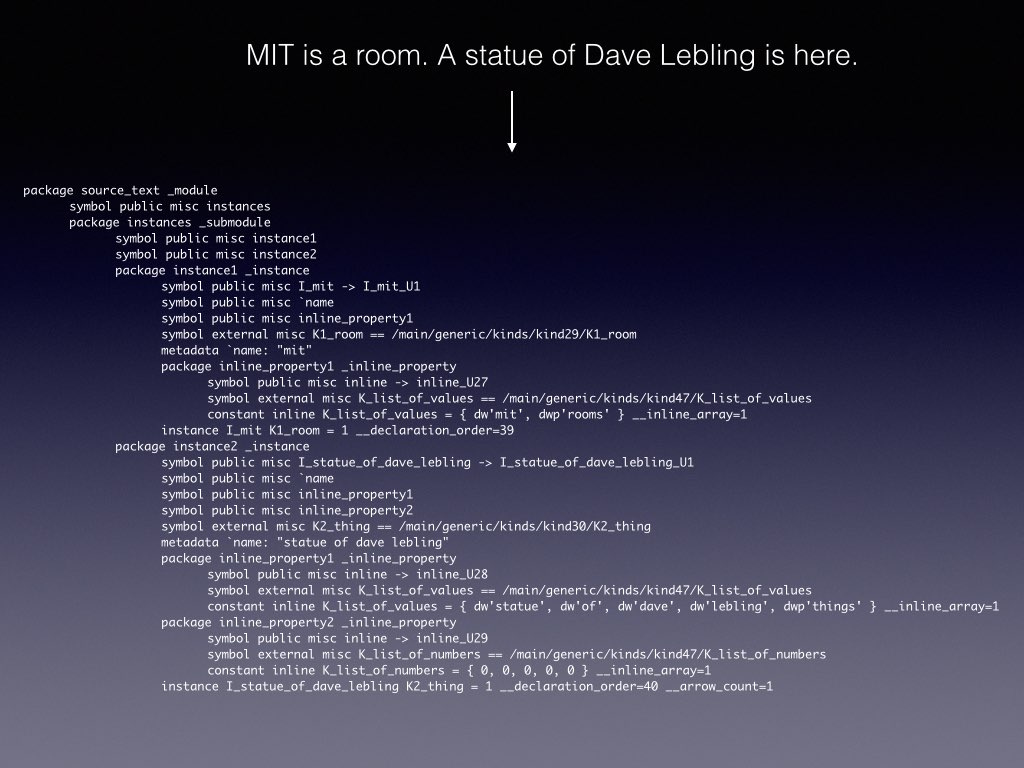 MIT is a room. A statue of Dave Lebling is here.
package source_text _module
symbol public misc instances
package instances _submodule
symbol public misc instance1
symbol public misc instance2
package instance1 _instance
symbol public misc I_mit -> I_mit_U1
symbol public misc `name
symbol public misc inline_property1
symbol external misc K1_room == /main/generic/kinds/kind29/K1_room
metadata `name: "mit"
package inline_property1 _inline_property
symbol public misc inline -> inline_U27
symbol external misc K_list_of_values == /main/generic/kinds/kind47/K_list_of_values
constant inline K_list_of_values = { dw'mit', dwp'rooms' } __inline_array=1
instance I_mit K1_room = 1 __declaration_order=39
package instance2 _instance
symbol public misc I_statue_of_dave_lebling -> I_statue_of_dave_lebling_U1
symbol public misc `name
symbol public misc inline_property1
symbol public misc inline_property2
symbol external misc K2_thing == /main/generic/kinds/kind30/K2_thing
metadata `name: "statue of dave lebling"
package inline_property1 _inline_property
symbol public misc inline -> inline_U28
symbol external misc K_list_of_values == /main/generic/kinds/kind47/K_list_of_values
constant inline K_list_of_values = { dw'statue', dw'of', dw'dave', dw'lebling', dwp'things' } __inline_array=1
package inline_property2 _inline_property
symbol public misc inline -> inline_U29
symbol external misc K_list_of_numbers == /main/generic/kinds/kind47/K_list_of_numbers
constant inline K_list_of_numbers = { 0, 0, 0, 0, 0 } __inline_array=1
instance I_statue_of_dave_lebling K2_thing = 1 __declaration_order=40 __arrow_count=1